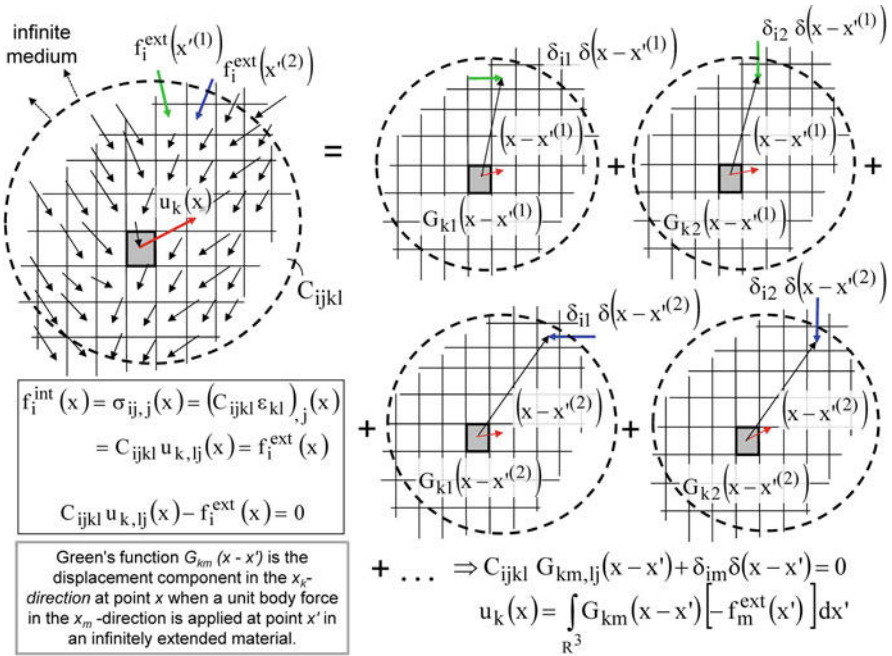 infinite
medium
f_i^ext(x'^(1))
f_i^ext(x'^(2))
u_k(x)
C_ijkl
=
δ_i1 δ(x−x'^(1))
(x−x'^(1))
G_k1(x−x'^(1))
+
δ_i2 δ(x−x'^(1))
(x−x'^(1))
G_k2(x−x'^(1))
+
δ_i1 δ(x−x'^(2))
(x−x'^(2))
G_k1(x−x'^(2))
+
δ_i2 δ(x−x'^(2))
(x−x'^(2))
G_k2(x−x'^(2))
+
f_i^int(x) = σ_ij,j(x) = (C_ijkl ε_kl)_,j(x)
= C_ijkl u_k,lj(x) = f_i^ext(x)
C_ijkl u_k,lj(x) − f_i^ext(x) = 0
Green's function G_km (x - x') is the
displacement component in the x_k-
direction at point x when a unit body force
in the x_m -direction is applied at point x' in
an infinitely extended material.
+ ... ⇒ C_ijkl G_km,lj(x−x') + δ_im δ(x−x') = 0
u_k(x) = ∫_R^3 G_km(x−x') [−f_m^ext(x')] dx'